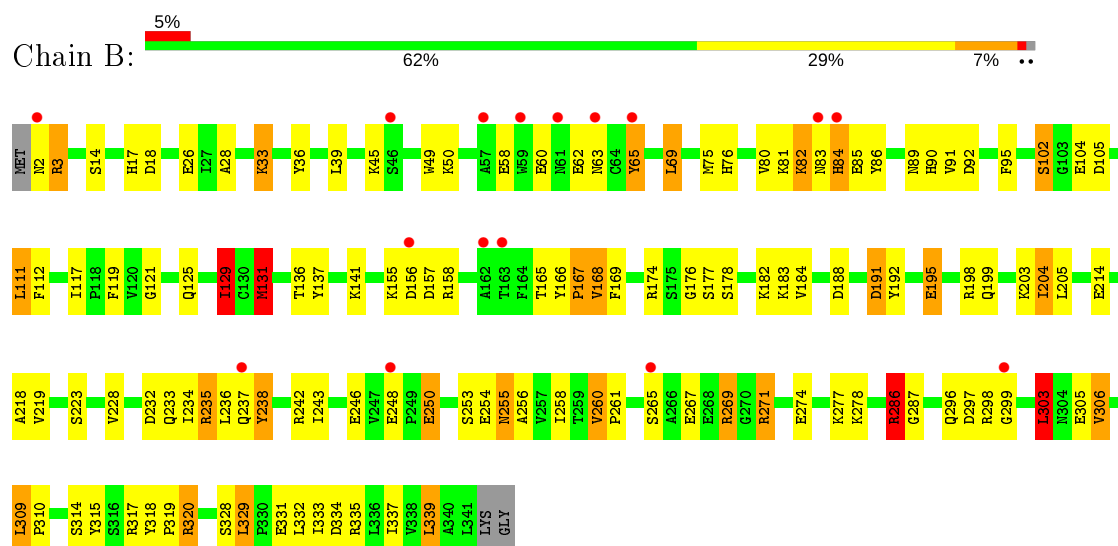 5%
Chain B:
62% 29% 7% ••
MET N2 R3 S14 H17 D18 E26 I27 A28 K33 Y36 L39 K45 S46 W49 K50 A57 E58 W59 E60 N61 E62 N63 C64 Y65 L69 M75 H76 V80 K81 K82 N83 H84 E85 Y86 N89 H90 V91 D92 F95 S102 G103 E104 D105
L111 F112 I117 P118 F119 V120 G121 Q125 I129 C130 M131 T136 Y137 K141 K155 D156 D157 R158 A162 T163 F164 T165 Y166 P167 V168 F169 R174 S175 G176 S177 S178 K182 K183 V184 D188 D191 Y192 E195 R198 Q199 K203 I204 L205 E214
A218 V219 S223 V228 D232 Q233 I234 R235 L236 Q237 Y238 R242 I243 E246 V247 E248 P249 E250 S253 E254 N255 A256 V257 I258 T259 V260 P261 S265 A266 E267 E268 R269 G270 R271 E274 K277 K278 R286 G287 Q296 D297 R298 G299 L303 N304 E305 V306
L309 P310 S314 Y315 S316 R317 Y318 P319 R320 S328 L329 P330 E331 L332 I333 D334 R335 L336 I337 V338 L339 A340 L341 LYS GLY